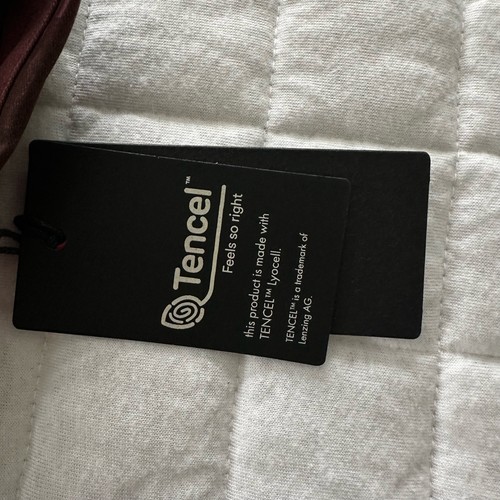 Tencel™
Feels so right
this product is made with
TENCEL™ Lyocell.
TENCEL™ is a trademark of
Lenzing AG.